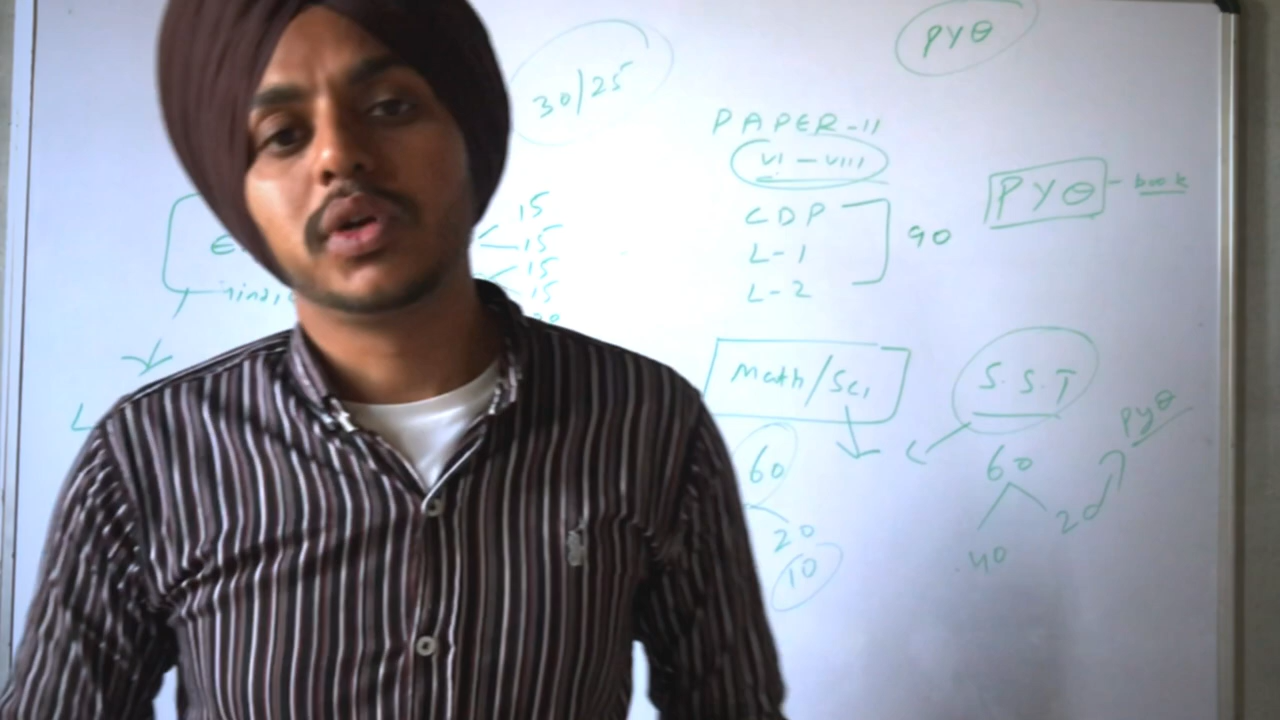 PYQ
30/25
PAPER-II
VI - VIII
PYQ - book
15
15
15
15
CDP
L-1
L-2
90
Math/Sci
S.S.T
PYQ
60
20
10
60
40
20